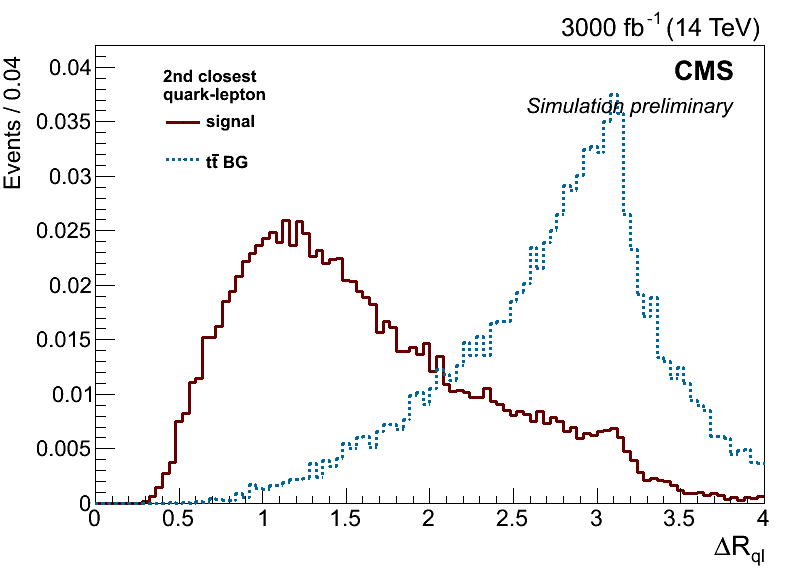 3000 fb⁻¹ (14 TeV)
Events / 0.04
CMS
Simulation preliminary
2nd closest
quark-lepton
signal
tt̄ BG
0.04
0.035
0.03
0.025
0.02
0.015
0.01
0.005
0
0 0.5 1 1.5 2 2.5 3 3.5 4
ΔR_ql